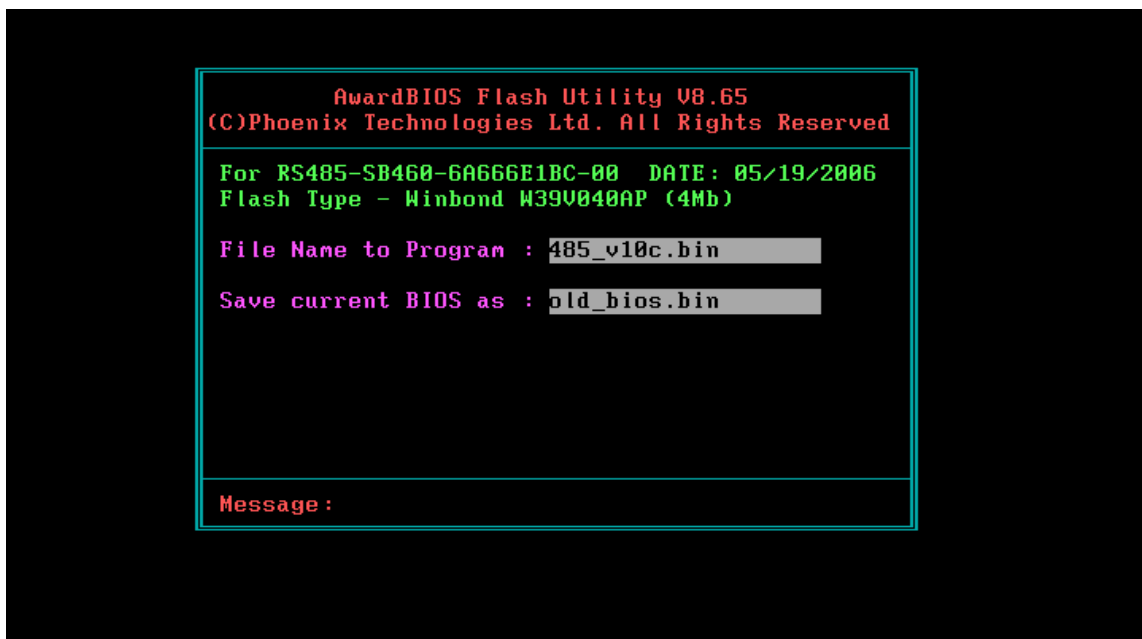 AwardBIOS Flash Utility V8.65
(C)Phoenix Technologies Ltd. All Rights Reserved
For RS485-SB460-6A666E1BC-00 DATE: 05/19/2006
Flash Type - Winbond W39V040AP (4Mb)
File Name to Program : 485_v10c.bin
Save current BIOS as : old_bios.bin
Message: